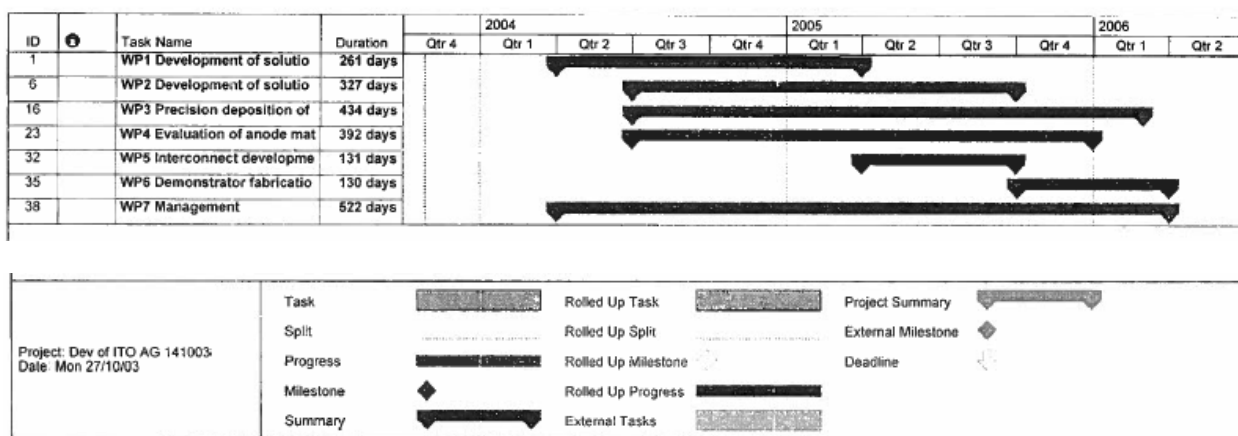 2004 2005 2006
ID Task Name Duration Qtr 4 Qtr 1 Qtr 2 Qtr 3 Qtr 4 Qtr 1 Qtr 2 Qtr 3 Qtr 4 Qtr 1 Qtr 2
1 WP1 Development of solutio 261 days
6 WP2 Development of solutio 327 days
16 WP3 Precision deposition of 434 days
23 WP4 Evaluation of anode mat 392 days
32 WP5 Interconnect developme 131 days
35 WP6 Demonstrator fabricatio 130 days
38 WP7 Management 522 days
Project: Dev of ITO AG 141003
Date: Mon 27/10/03
Task Rolled Up Task Project Summary
Split Rolled Up Split External Milestone
Progress Rolled Up Milestone Deadline
Milestone Rolled Up Progress
Summary External Tasks